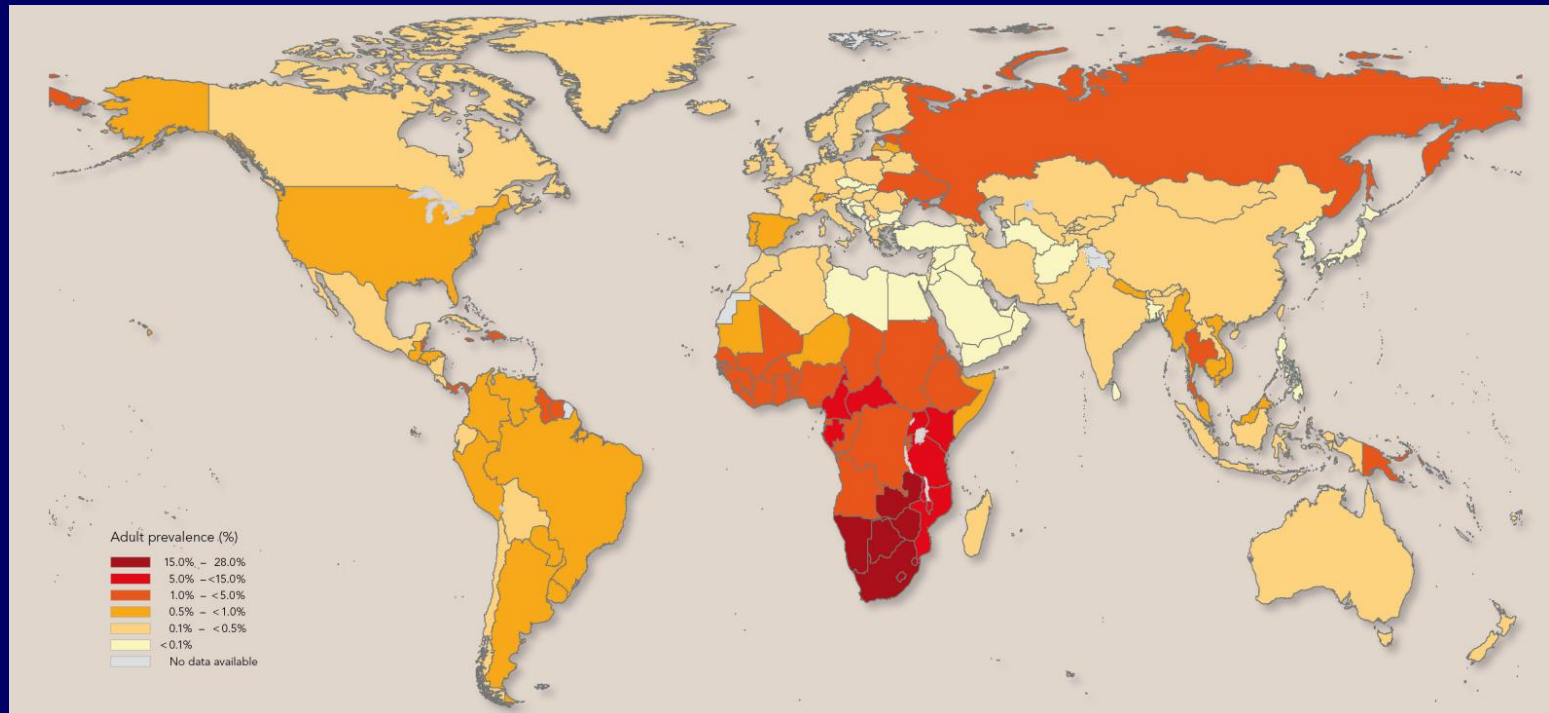 Adult prevalence (%)
15.0% – 28.0%
5.0% – <15.0%
1.0% – <5.0%
0.5% – <1.0%
0.1% – <0.5%
<0.1%
No data available